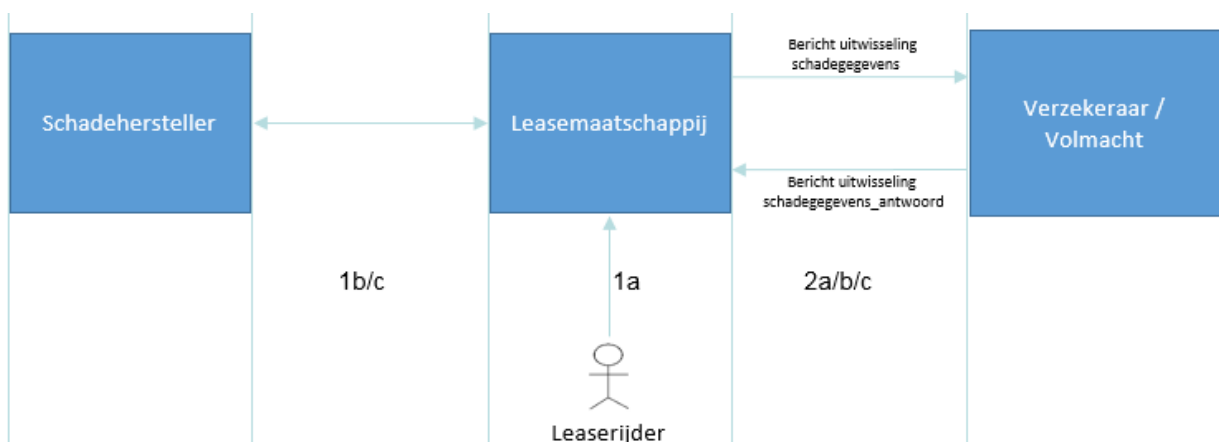 Schadehersteller
Leasemaatschappij
Bericht uitwisseling
schadegegevens
Verzekeraar /
Volmacht
Bericht uitwisseling
schadegegevens_antwoord
1b/c
1a
2a/b/c
Leaserijder